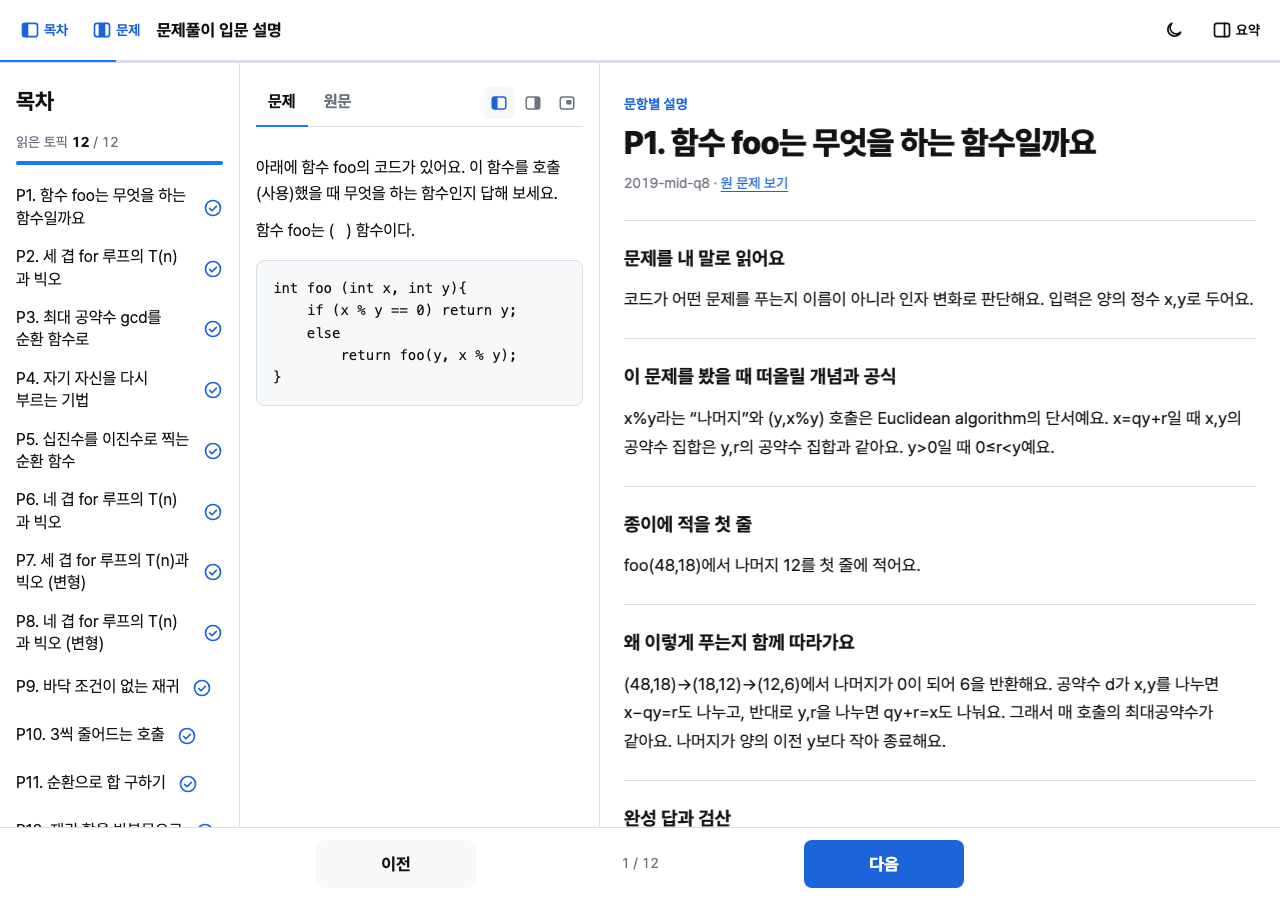 목차 문제 문제풀이 입문 설명 요약
목차
읽은 토픽 12 / 12
P1. 함수 foo는 무엇을 하는
함수일까요
P2. 세 겹 for 루프의 T(n)
과 빅오
P3. 최대 공약수 gcd를
순환 함수로
P4. 자기 자신을 다시
부르는 기법
P5. 십진수를 이진수로 찍는
순환 함수
P6. 네 겹 for 루프의 T(n)
과 빅오
P7. 세 겹 for 루프의 T(n)과
빅오 (변형)
P8. 네 겹 for 루프의 T(n)
과 빅오 (변형)
P9. 바닥 조건이 없는 재귀
P10. 3씩 줄어드는 호출
P11. 순환으로 합 구하기
문제 원문
아래에 함수 foo의 코드가 있어요. 이 함수를 호출
(사용)했을 때 무엇을 하는 함수인지 답해 보세요.
함수 foo는 (   ) 함수이다.
int foo (int x, int y){
    if (x % y == 0) return y;
    else
        return foo(y, x % y);
}
문항별 설명
P1. 함수 foo는 무엇을 하는 함수일까요
2019-mid-q8 · 원 문제 보기
문제를 내 말로 읽어요
코드가 어떤 문제를 푸는지 이름이 아니라 인자 변화로 판단해요. 입력은 양의 정수 x,y로 두어요.
이 문제를 봤을 때 떠올릴 개념과 공식
x%y라는 “나머지”와 (y,x%y) 호출은 Euclidean algorithm의 단서예요. x=qy+r일 때 x,y의
공약수 집합은 y,r의 공약수 집합과 같아요. y>0일 때 0≤r<y예요.
종이에 적을 첫 줄
foo(48,18)에서 나머지 12를 첫 줄에 적어요.
왜 이렇게 푸는지 함께 따라가요
(48,18)→(18,12)→(12,6)에서 나머지가 0이 되어 6을 반환해요. 공약수 d가 x,y를 나누면
x−qy=r도 나누고, 반대로 y,r을 나누면 qy+r=x도 나눠요. 그래서 매 호출의 최대공약수가
같아요. 나머지가 양의 이전 y보다 작아 종료해요.
완성 답과 검산
이전 1 / 12 다음